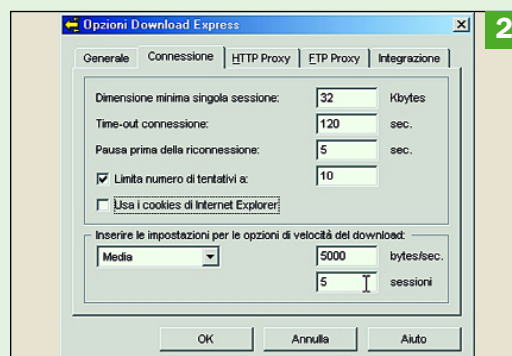 Opzioni Download Express
2
Generale Connessione HTTP Proxy FTP Proxy Integrazione
Dimensione minima singola sessione: 32 Kbytes
Time-out connessione: 120 sec.
Pausa prima della riconnessione: 5 sec.
Limita numero di tentativi a: 10
Usa i cookies di Internet Explorer
Inserire le impostazioni per le opzioni di velocità del download:
Media 5000 bytes/sec.
5 sessioni
OK Annulla Aiuto